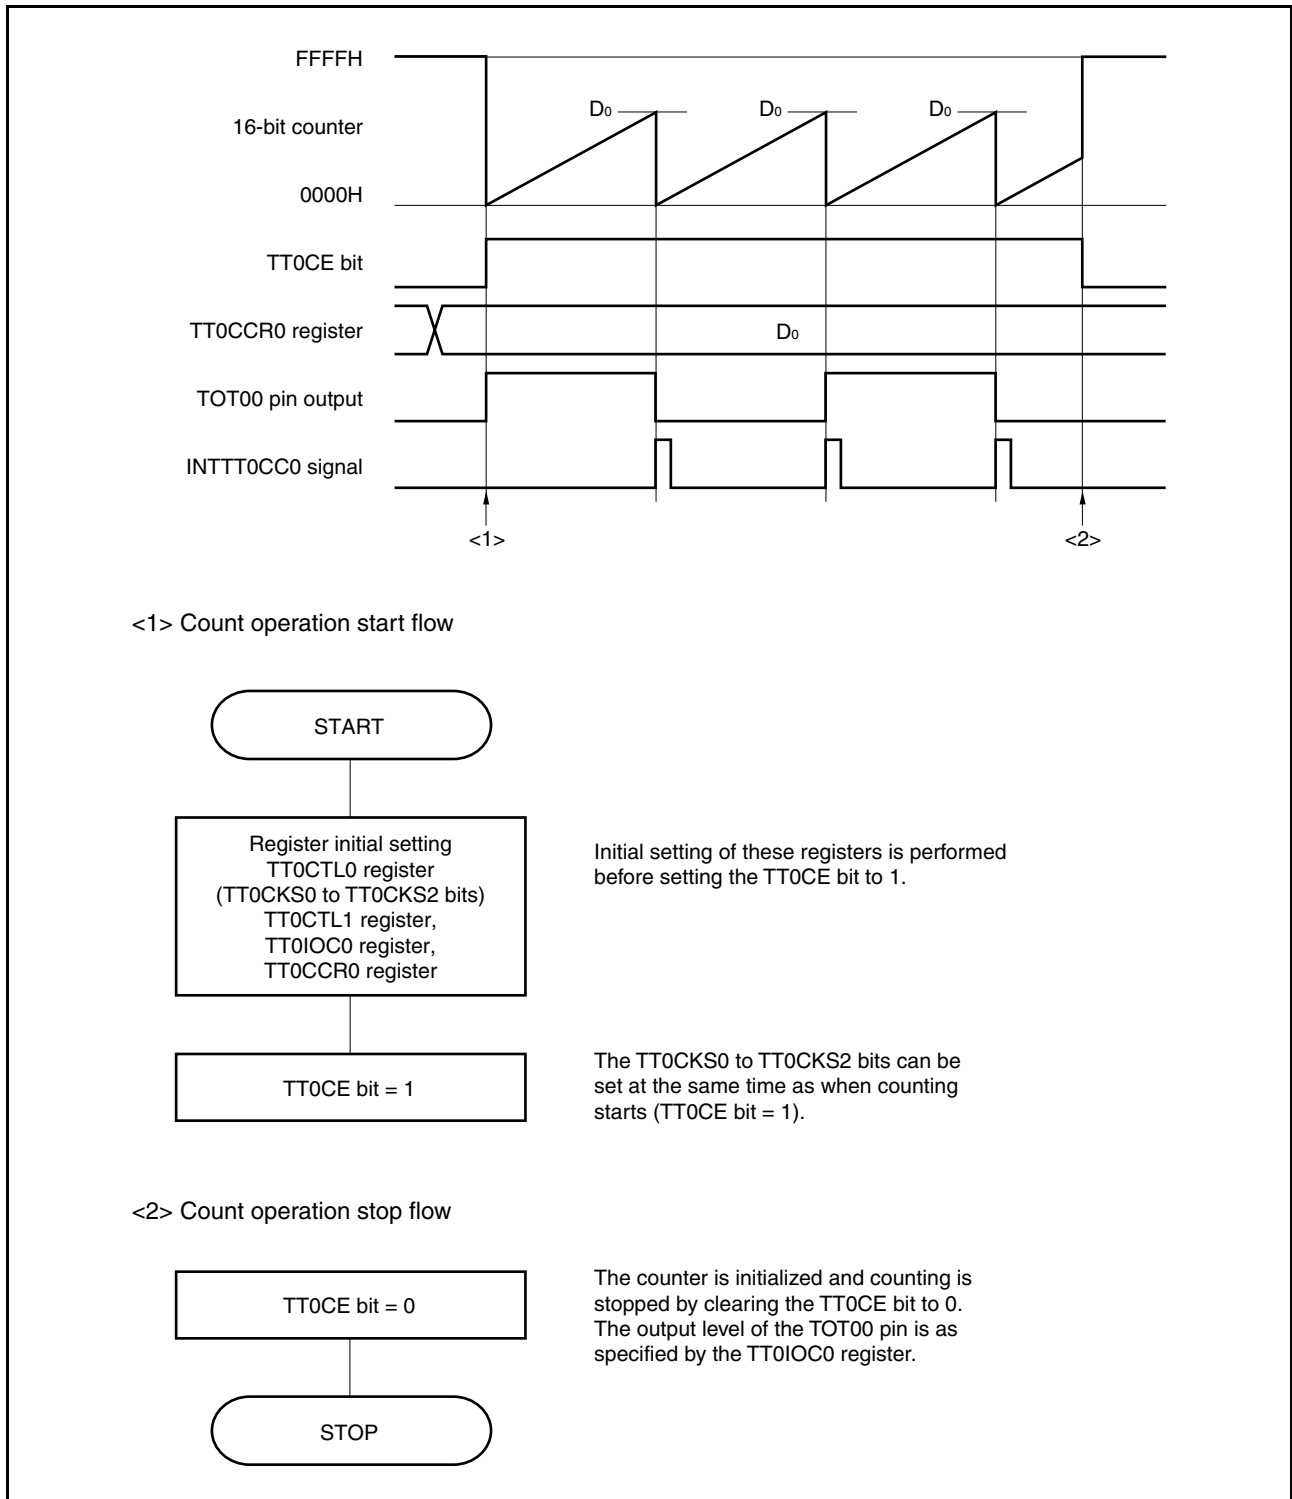 FFFFH
16-bit counter
D0
D0
D0
0000H
TT0CE bit
TT0CCR0 register
D0
TOT00 pin output
INTTT0CC0 signal
<1>
<2>
<1> Count operation start flow
START
Register initial setting
TT0CTL0 register
(TT0CKS0 to TT0CKS2 bits)
TT0CTL1 register,
TT0IOC0 register,
TT0CCR0 register
Initial setting of these registers is performed
before setting the TT0CE bit to 1.
TT0CE bit = 1
The TT0CKS0 to TT0CKS2 bits can be
set at the same time as when counting
starts (TT0CE bit = 1).
<2> Count operation stop flow
TT0CE bit = 0
The counter is initialized and counting is
stopped by clearing the TT0CE bit to 0.
The output level of the TOT00 pin is as
specified by the TT0IOC0 register.
STOP